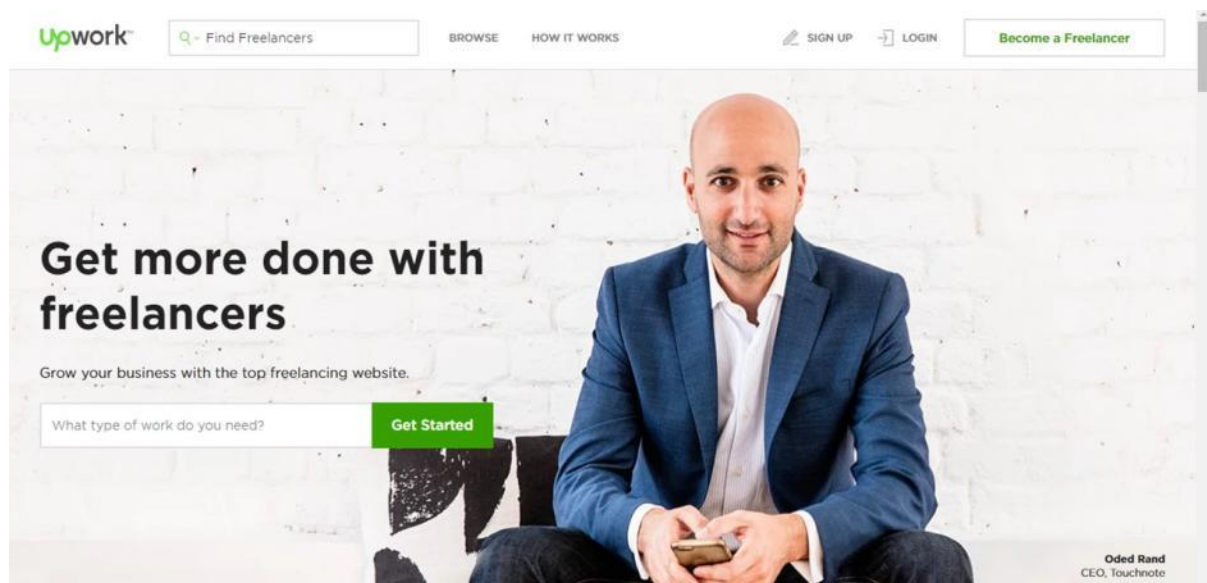 Upwork™
Find Freelancers
BROWSE
HOW IT WORKS
SIGN UP
LOGIN
Become a Freelancer
Get more done with
freelancers
Grow your business with the top freelancing website.
What type of work do you need?
Get Started
Oded Rand
CEO, Touchnote